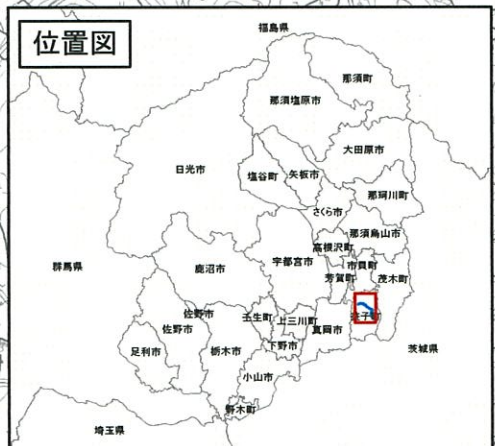 位置図
福島県
那須町
那須塩原市
大田原市
日光市
塩谷町
矢板市
那珂川町
さくら市
那須烏山市
高根沢町
群馬県
鹿沼市
宇都宮市
市貝町
芳賀町
茂木町
佐野市
佐野市
壬生町
上三川町
真岡市
益子町
足利市
栃木市
下野市
茨城県
小山市
野木町
埼玉県